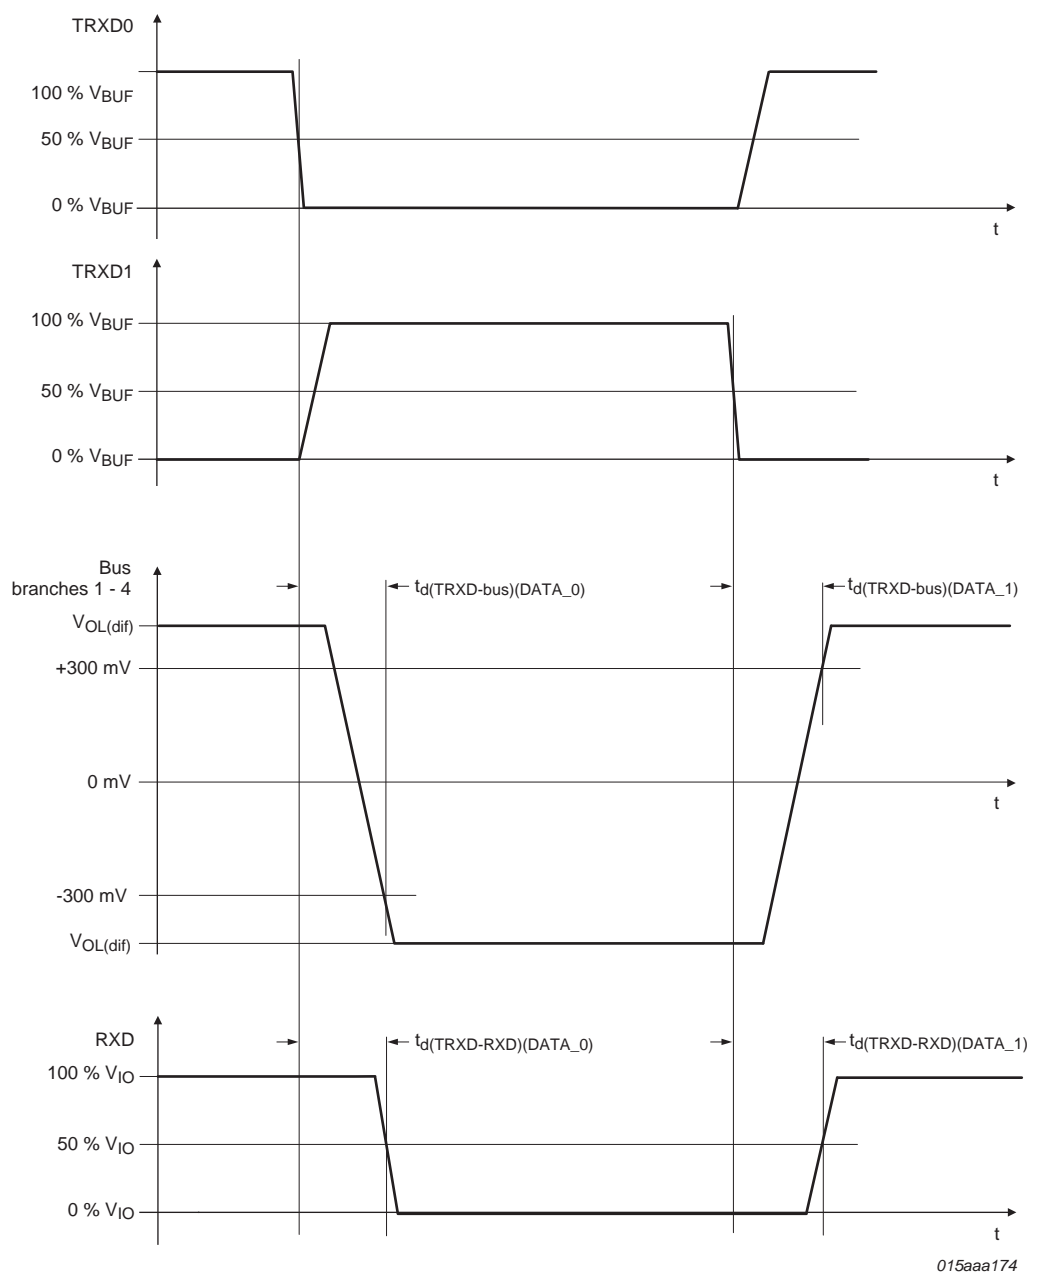 TRXD0
100 % VBUF
50 % VBUF
0 % VBUF
t
TRXD1
100 % VBUF
50 % VBUF
0 % VBUF
t
Bus
branches 1 - 4
td(TRXD-bus)(DATA_0)
td(TRXD-bus)(DATA_1)
VOL(dif)
+300 mV
0 mV
t
-300 mV
VOL(dif)
RXD
td(TRXD-RXD)(DATA_0)
td(TRXD-RXD)(DATA_1)
100 % VIO
50 % VIO
0 % VIO
t
015aaa174